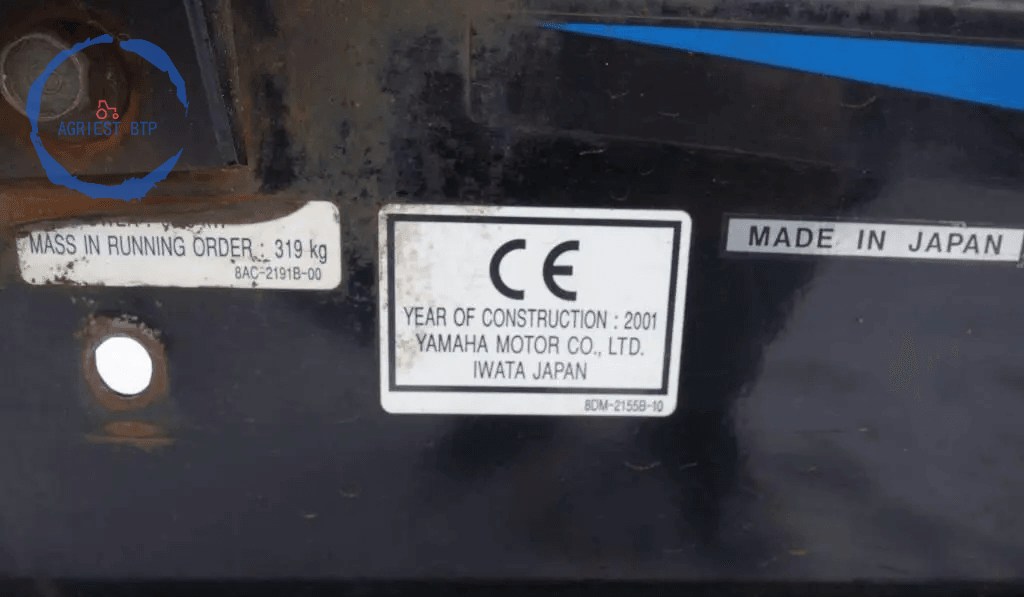 AGRIEST BTP
MASS IN RUNNING ORDER : 319 kg
8AC-2191B-00
CE
YEAR OF CONSTRUCTION : 2001
YAMAHA MOTOR CO., LTD.
IWATA JAPAN
8DM-2155B-10
MADE IN JAPAN